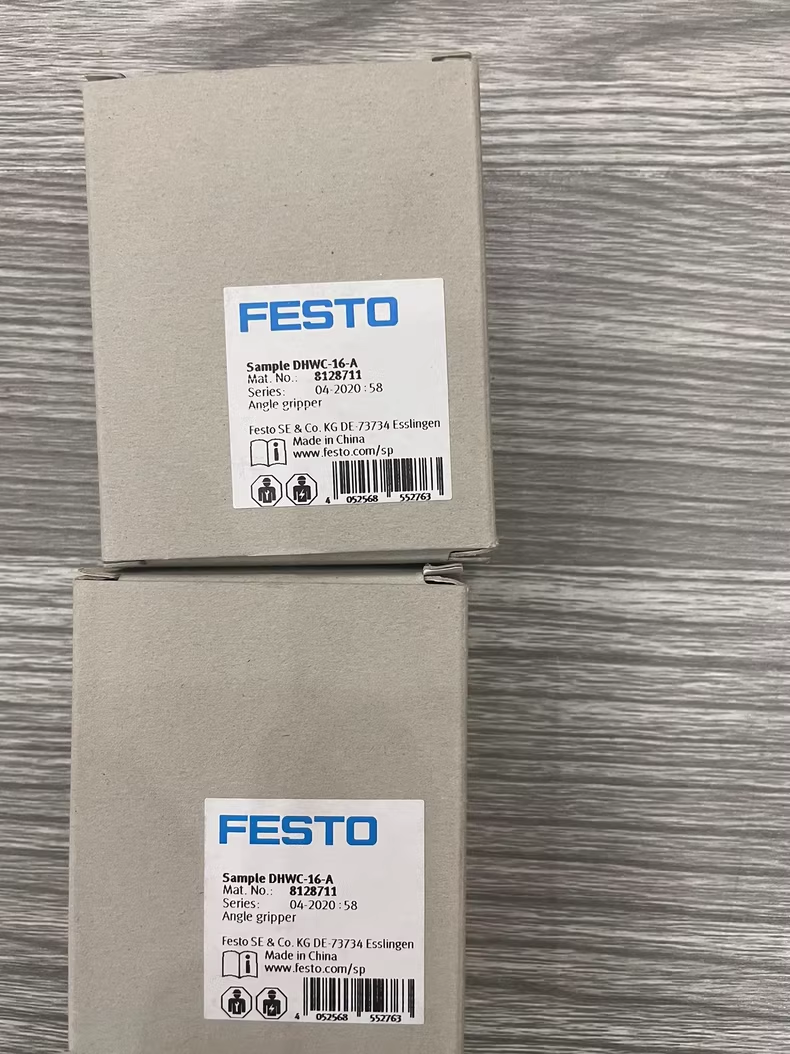 FESTO
Sample DHWC-16-A
Mat. No.: 8128711
Series: 04-2020 : 58
Angle gripper
Festo SE & Co. KG DE-73734 Esslingen
Made in China
www.festo.com/sp
4 052568 552763
FESTO
Sample DHWC-16-A
Mat. No.: 8128711
Series: 04-2020 : 58
Angle gripper
Festo SE & Co. KG DE-73734 Esslingen
Made in China
www.festo.com/sp
4 052568 552763